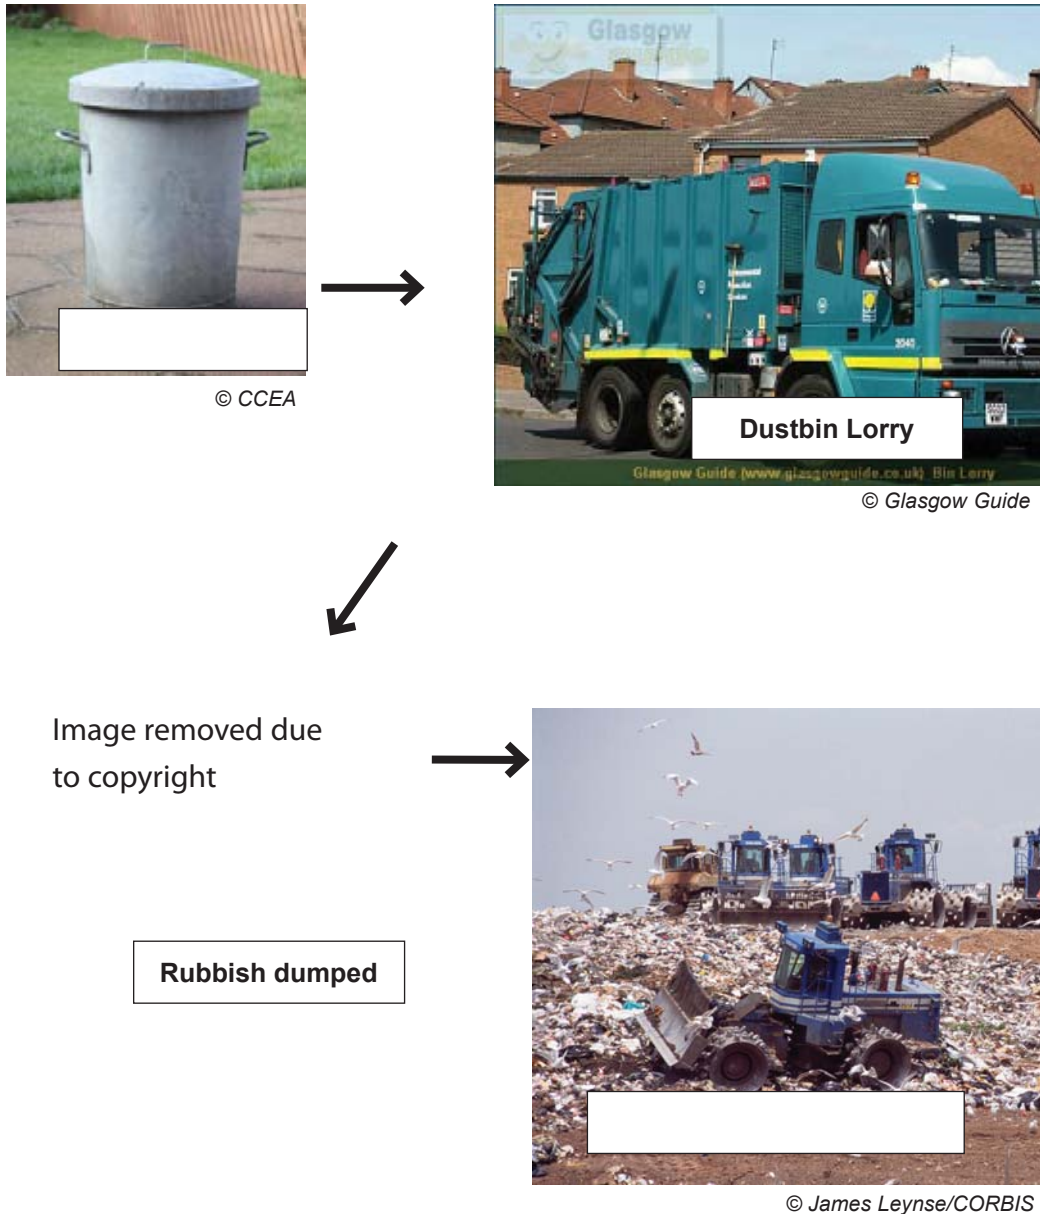 Glasgow
© CCEA
2043
Dustbin Lorry
Glasgow Guide (www.glasgowguide.co.uk) Bin Lorry
© Glasgow Guide
Image removed due
to copyright
Rubbish dumped
© James Leynse/CORBIS